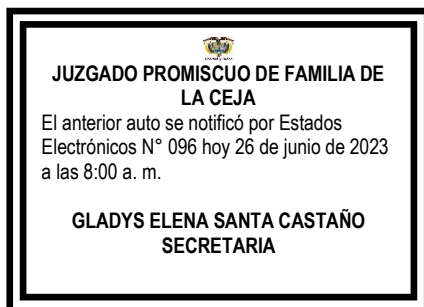 JUZGADO PROMISCUO DE FAMILIA DE
LA CEJA
El anterior auto se notificó por Estados
Electrónicos N° 096 hoy 26 de junio de 2023
a las 8:00 a. m.
GLADYS ELENA SANTA CASTAÑO
SECRETARIA